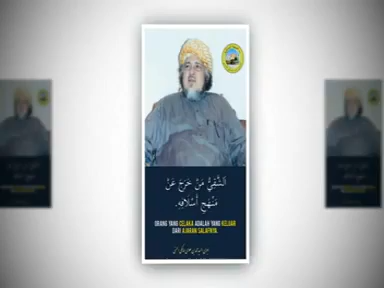 الشَّقِيُّ مَنْ خَرَجَ عَنْ
مَنْهَجِ أَسْلَافِهِ.
ORANG YANG CELAKA ADALAH YANG KELUAR
DARI AJARAN SALAFNYA.